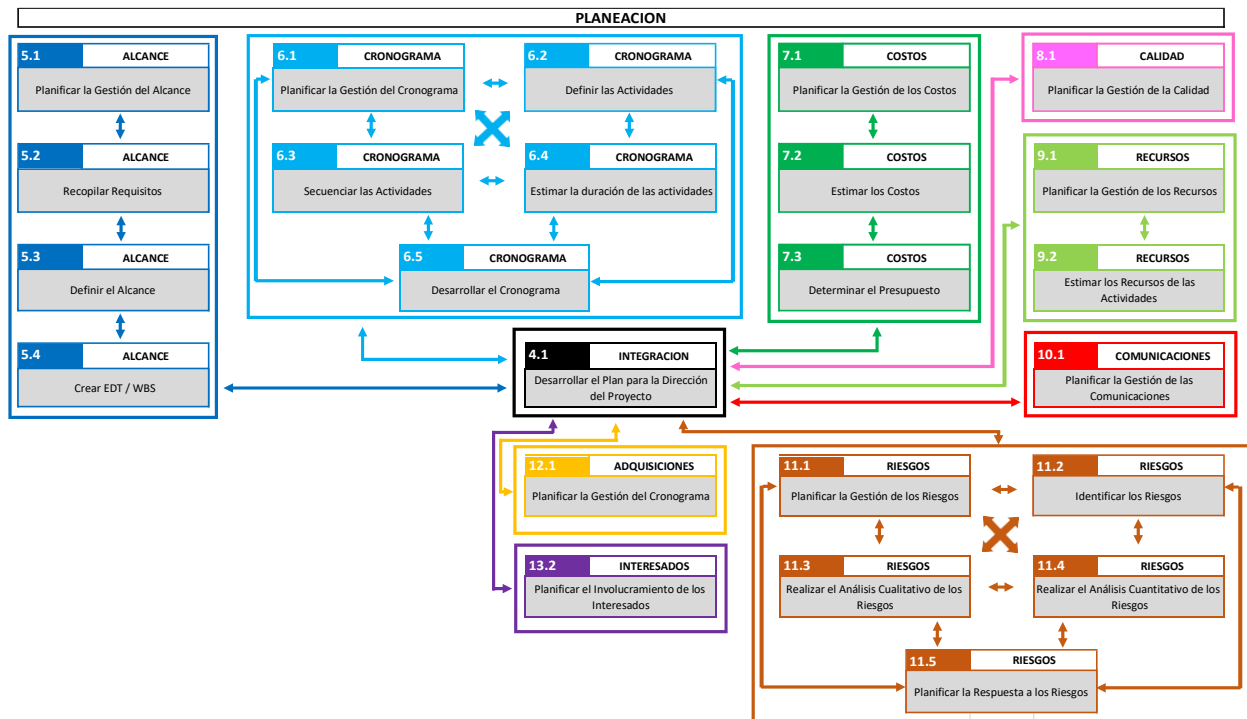 PLANEACION
5.1 ALCANCE
Planificar la Gestión del Alcance
5.2 ALCANCE
Recopilar Requisitos
5.3 ALCANCE
Definir el Alcance
5.4 ALCANCE
Crear EDT / WBS
6.1 CRONOGRAMA
Planificar la Gestión del Cronograma
6.2 CRONOGRAMA
Definir las Actividades
6.3 CRONOGRAMA
Secuenciar las Actividades
6.4 CRONOGRAMA
Estimar la duración de las actividades
6.5 CRONOGRAMA
Desarrollar el Cronograma
7.1 COSTOS
Planificar la Gestión de los Costos
7.2 COSTOS
Estimar los Costos
7.3 COSTOS
Determinar el Presupuesto
8.1 CALIDAD
Planificar la Gestión de la Calidad
9.1 RECURSOS
Planificar la Gestión de los Recursos
9.2 RECURSOS
Estimar los Recursos de las
Actividades
4.1 INTEGRACION
Desarrollar el Plan para la Dirección
del Proyecto
10.1 COMUNICACIONES
Planificar la Gestión de las
Comunicaciones
12.1 ADQUISICIONES
Planificar la Gestión del Cronograma
13.2 INTERESADOS
Planificar el Involucramiento de los
Interesados
11.1 RIESGOS
Planificar la Gestión de los Riesgos
11.2 RIESGOS
Identificar los Riesgos
11.3 RIESGOS
Realizar el Análisis Cualitativo de los
Riesgos
11.4 RIESGOS
Realizar el Análisis Cuantitativo de los
Riesgos
11.5 RIESGOS
Planificar la Respuesta a los Riesgos